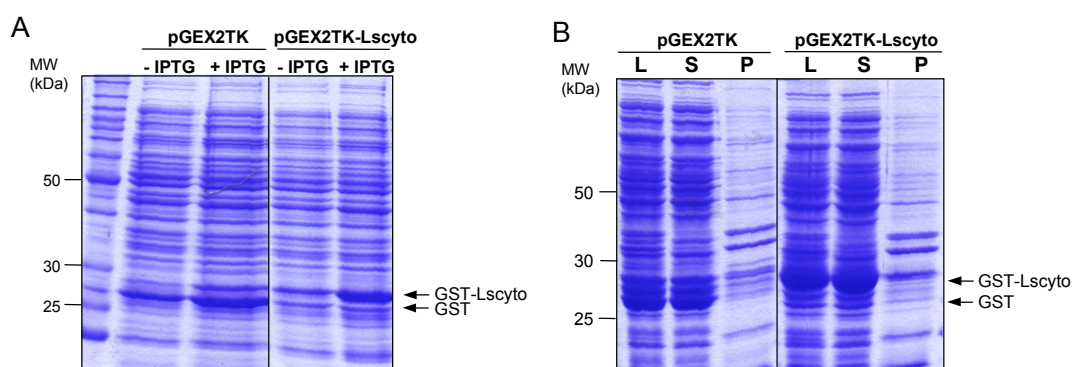 A
pGEX2TK pGEX2TK-Lscyto
MW
(kDa)
- IPTG + IPTG - IPTG + IPTG
50
30
25
GST-Lscyto
GST
B
pGEX2TK pGEX2TK-Lscyto
MW
(kDa)
L S P L S P
50
30
25
GST-Lscyto
GST